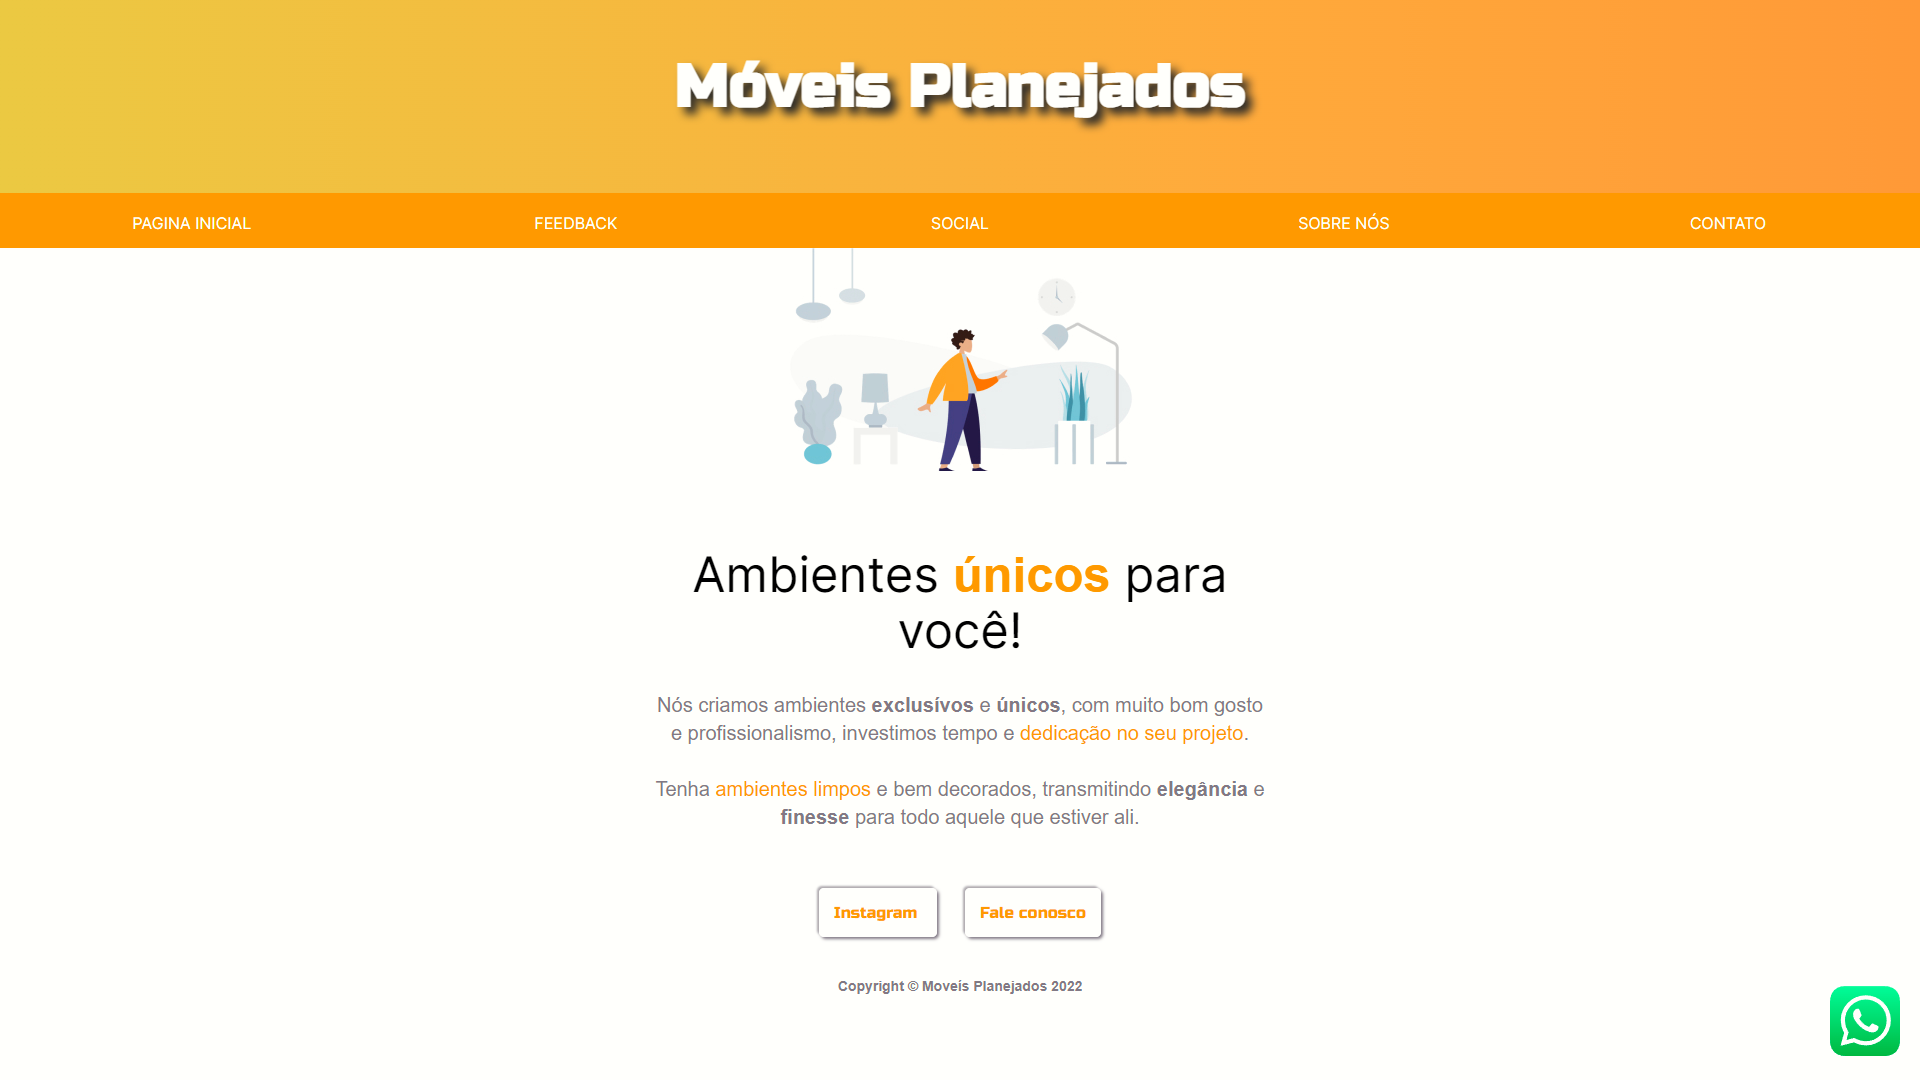 Móveis Planejados
PAGINA INICIAL
FEEDBACK
SOCIAL
SOBRE NÓS
CONTATO
Ambientes únicos para
você!
Nós criamos ambientes exclusívos e únicos, com muito bom gosto
e profissionalismo, investimos tempo e dedicação no seu projeto.
Tenha ambientes limpos e bem decorados, transmitindo elegância e
finesse para todo aquele que estiver ali.
Instagram
Fale conosco
Copyright © Moveís Planejados 2022